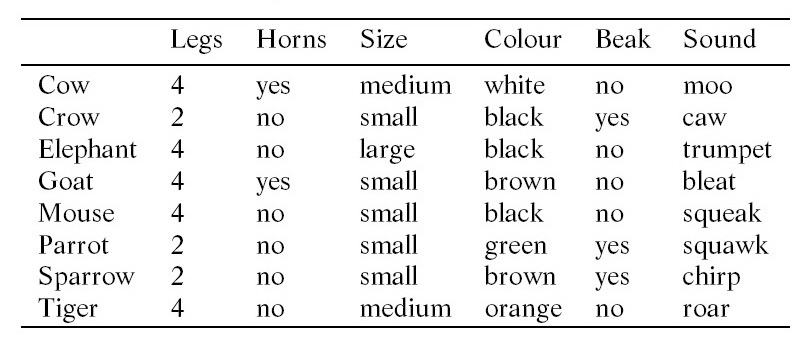 Legs Horns Size Colour Beak Sound
Cow 4 yes medium white no moo
Crow 2 no small black yes caw
Elephant 4 no large black no trumpet
Goat 4 yes small brown no bleat
Mouse 4 no small black no squeak
Parrot 2 no small green yes squawk
Sparrow 2 no small brown yes chirp
Tiger 4 no medium orange no roar